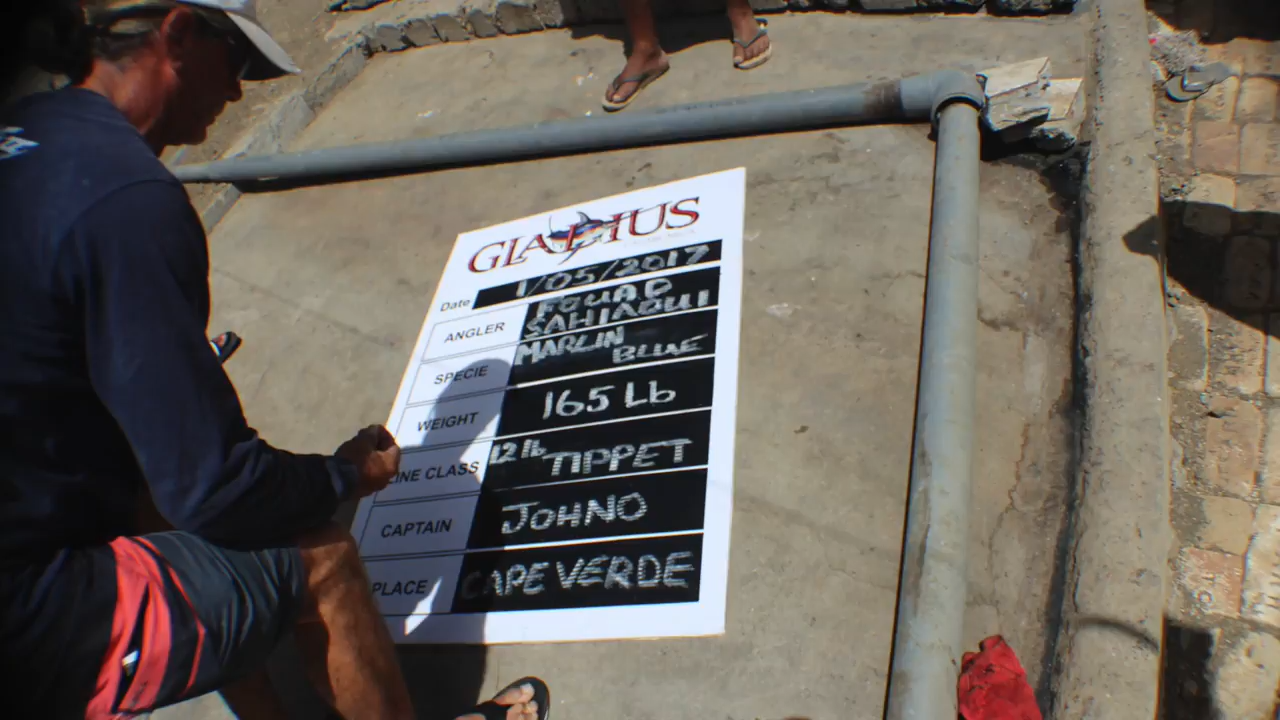 GLADIUS
Date 1/05/2017
ANGLER FOUAD
SAHIAQUI
SPECIE MARLIN BLUE
WEIGHT 165 Lb
LINE CLASS 12 lb TIPPET
CAPTAIN JOHNO
PLACE CAPE VERDE